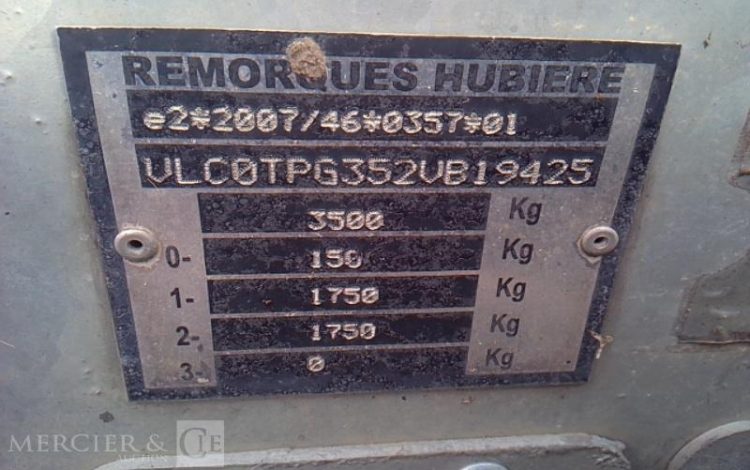 REMORQUES HUBIERE
e2*2007/46*0357*01
VLC0TPG352VB19425
3500 Kg
0- 150 Kg
1- 1750 Kg
2- 1750 Kg
3- 0 Kg
MERCIER & CIE
AUCTION